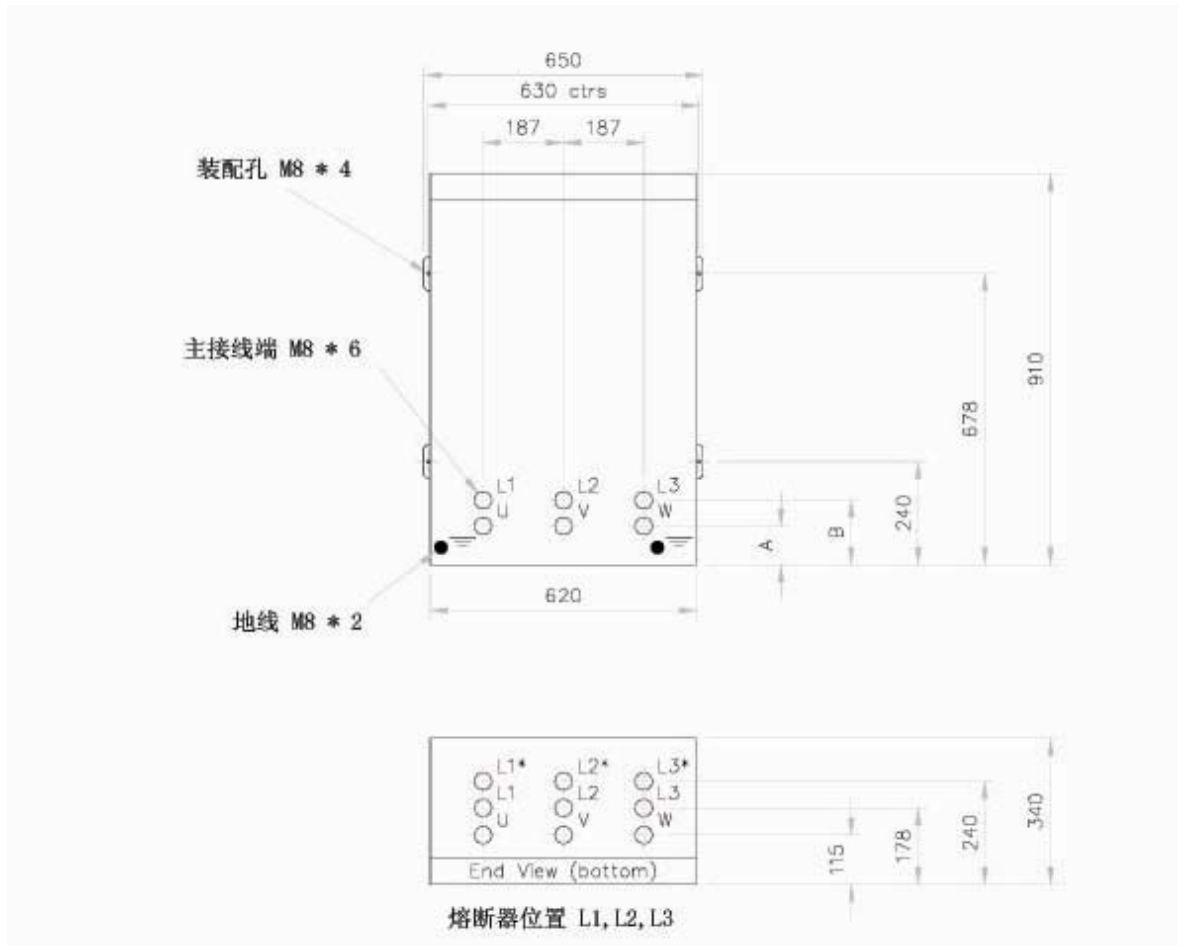 650
630 ctrs
187 187
装配孔 M8 * 4
主接线端 M8 * 6
910
678
240
L1 L2 L3
U V W
A B
620
地线 M8 * 2
L1* L2* L3*
L1 L2 L3
U V W
115 178 240 340
End View (bottom)
熔断器位置 L1,L2,L3